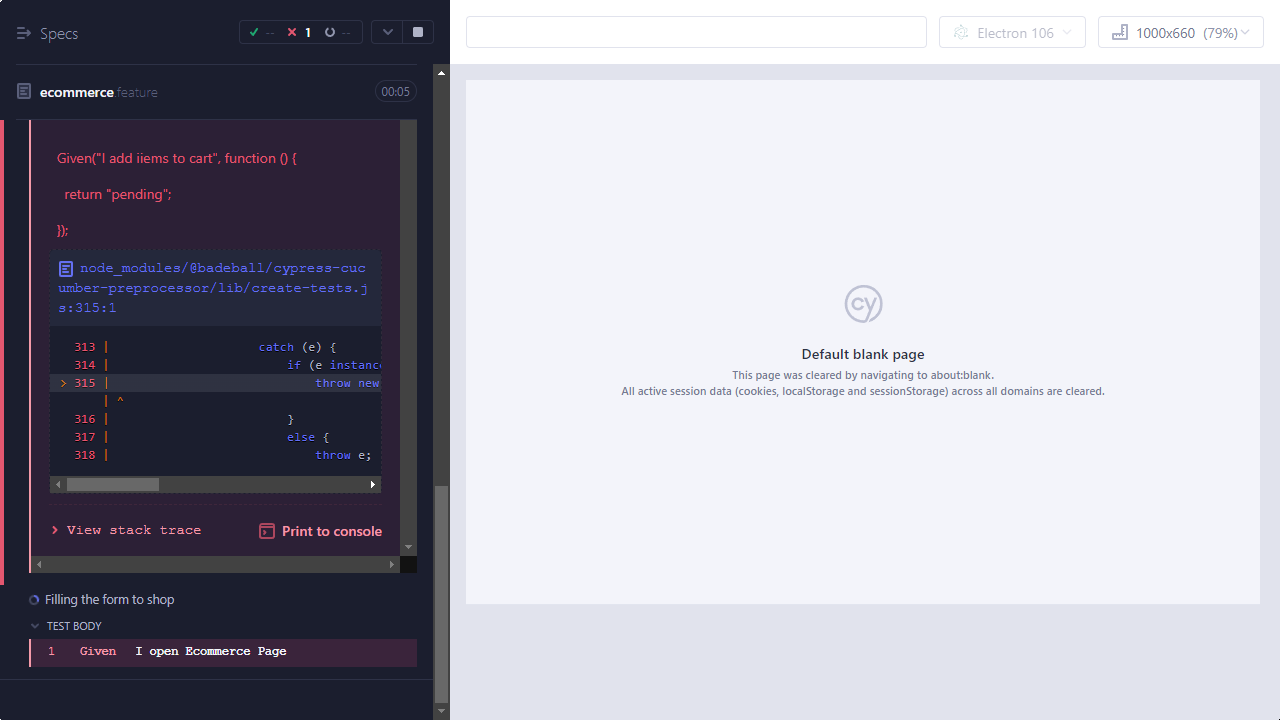 Specs
-- 1 --
Electron 106
1000x660 (79%)
ecommerce.feature
00:05
Given("I add iiems to cart", function () {
return "pending";
});
node_modules/@badeball/cypress-cuc
umber-preprocessor/lib/create-tests.j
s:315:1
313 | catch (e) {
314 | if (e instanc
> 315 | throw new
| ^
316 | }
317 | else {
318 | throw e;
> View stack trace
Print to console
Filling the form to shop
TEST BODY
1 Given I open Ecommerce Page
cy
Default blank page
This page was cleared by navigating to about:blank.
All active session data (cookies, localStorage and sessionStorage) across all domains are cleared.